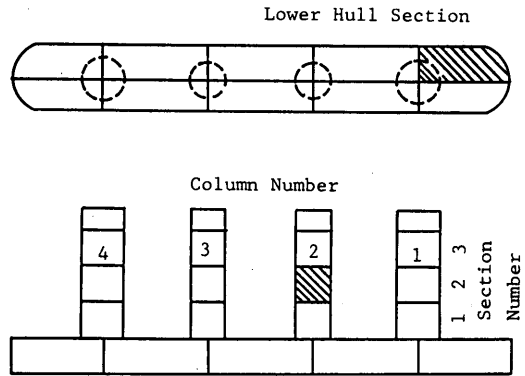 Lower Hull Section
Column Number
4 3 2 1
1 2 3
Section
Number